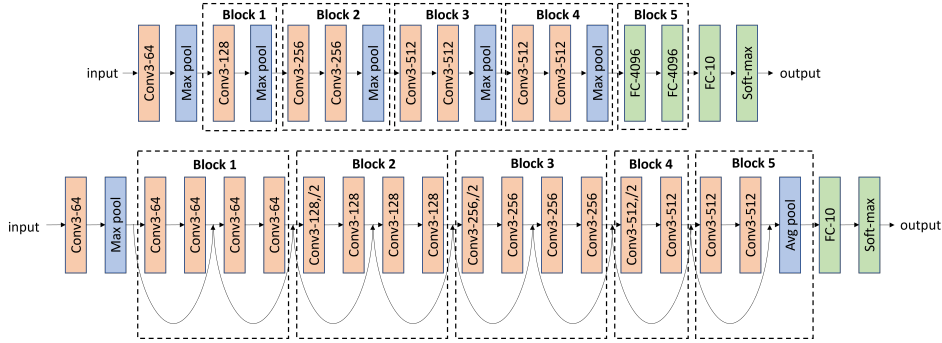 Block 1
Block 2
Block 3
Block 4
Block 5
input
Conv3-64
Max pool
Conv3-128
Max pool
Conv3-256
Conv3-256
Max pool
Conv3-512
Conv3-512
Max pool
Conv3-512
Conv3-512
Max pool
FC-4096
FC-4096
FC-10
Soft-max
output
Block 1
Block 2
Block 3
Block 4
Block 5
input
Conv3-64
Max pool
Conv3-64
Conv3-64
Conv3-64
Conv3-64
Conv3-128,/2
Conv3-128
Conv3-128
Conv3-128
Conv3-256,/2
Conv3-256
Conv3-256
Conv3-256
Conv3-512,/2
Conv3-512
Conv3-512
Conv3-512
Avg pool
FC-10
Soft-max
output